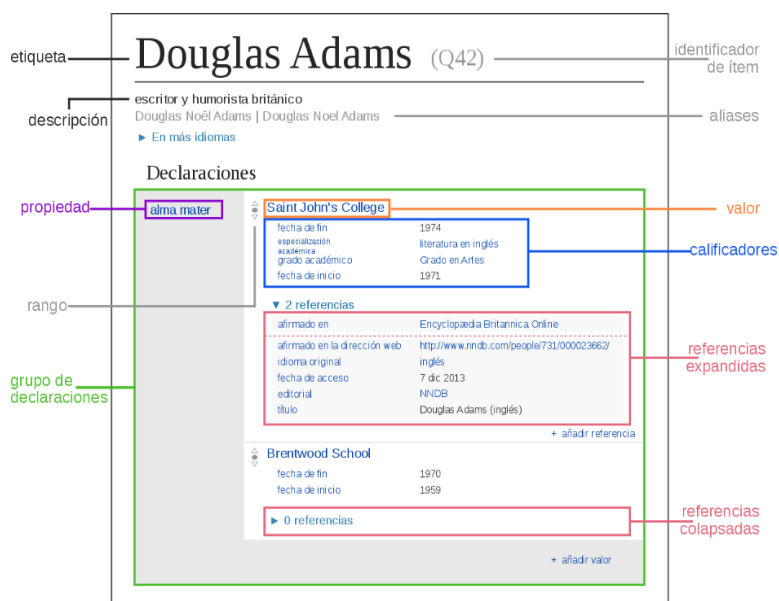 etiqueta
Douglas Adams (Q42)
identificador
de ítem
descripción
escritor y humorista británico
Douglas Noël Adams | Douglas Noel Adams
aliases
► En más idiomas
Declaraciones
propiedad
alma mater
Saint John's College
valor
fecha de fin 1974
especialización
académica
literatura en inglés
grado académico Grado en Artes
fecha de inicio 1971
calificadores
rango
▼ 2 referencias
afirmado en Encyclopædia Britannica Online
afirmado en la dirección web http://www.nndb.com/people/731/000023662/
idioma original inglés
fecha de acceso 7 dic 2013
editorial NNDB
título Douglas Adams (inglés)
referencias
expandidas
grupo de
declaraciones
+ añadir referencia
Brentwood School
fecha de fin 1970
fecha de inicio 1959
► 0 referencias
referencias
colapsadas
+ añadir valor